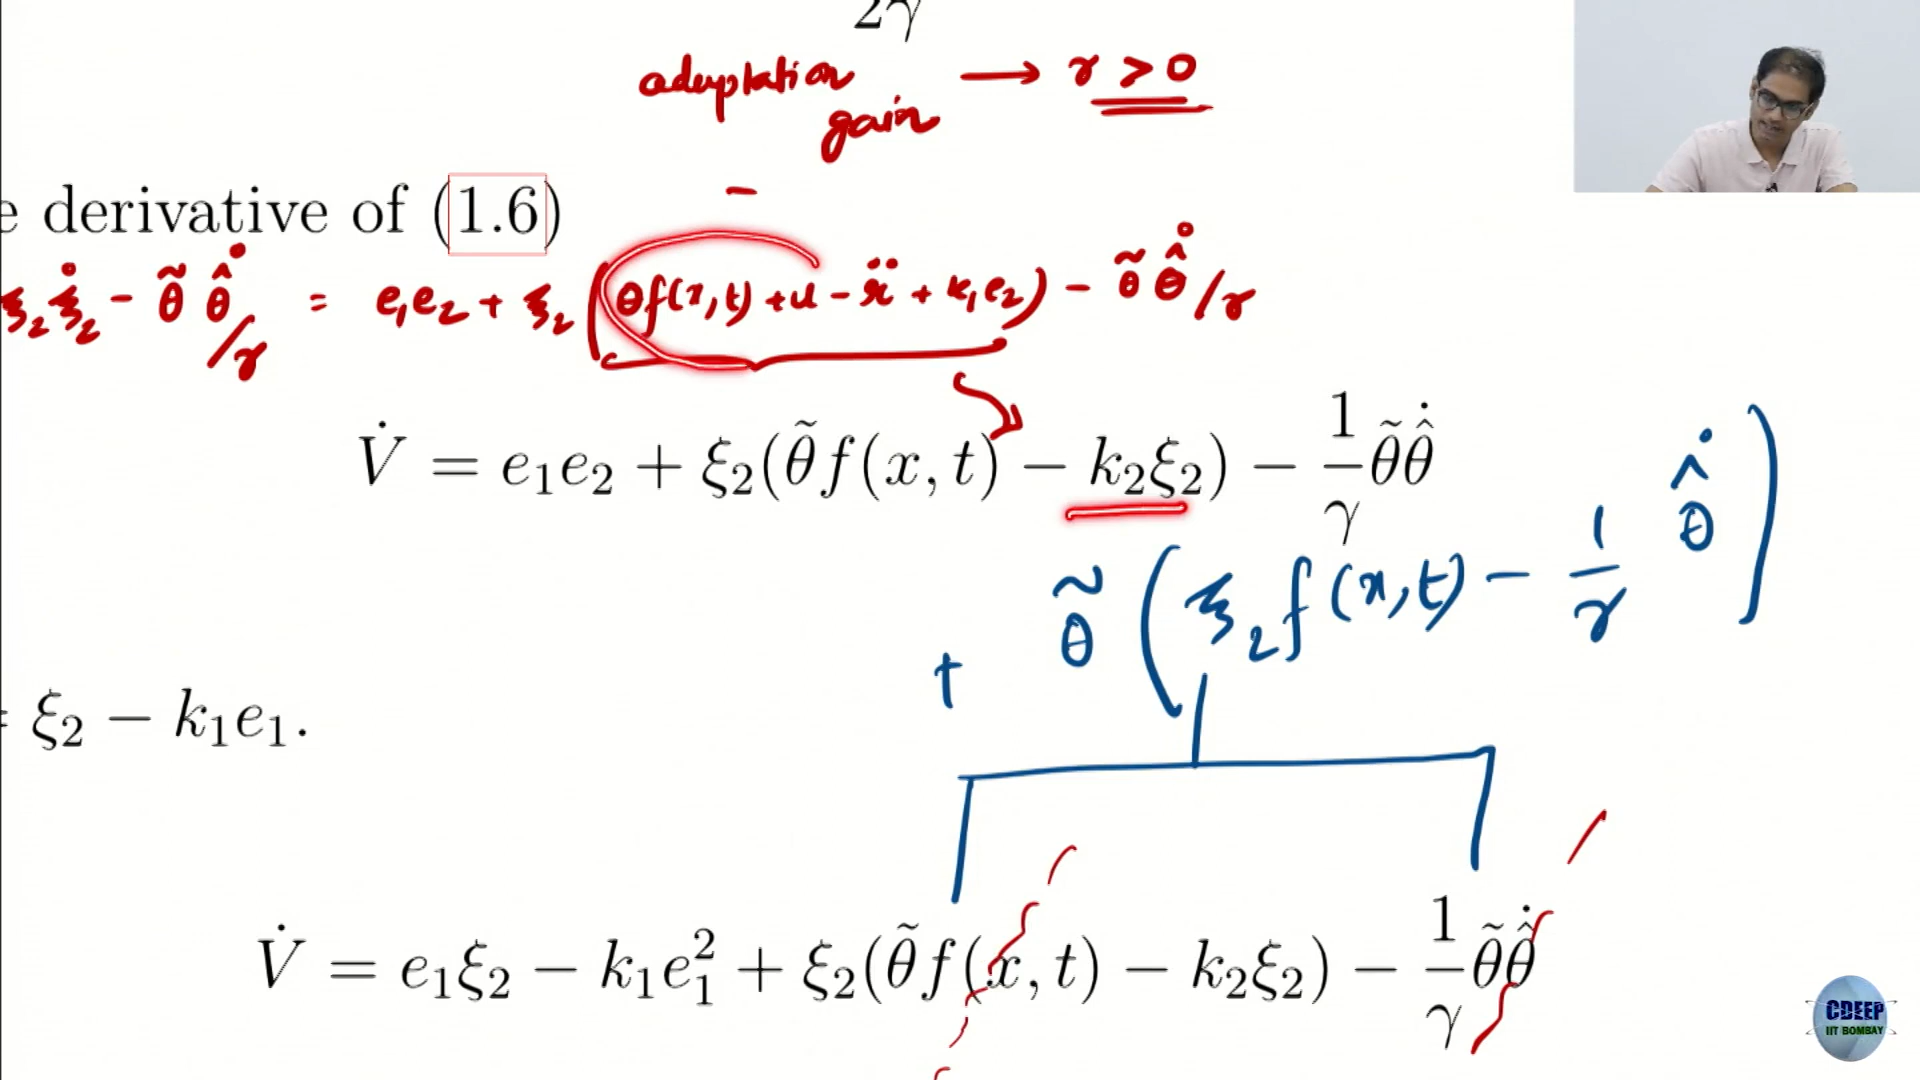 2γ
adaptation gain → γ > 0
e derivative of (1.6)
ξ₂ξ̇₂ - θ̃ θ̂̇/γ = e₁e₂ + ξ₂(θf(x,t) + u - r̈ + k₁e₂) - θ̃ θ̂̇/γ
V̇ = e₁e₂ + ξ₂(θ̃f(x, t) − k₂ξ₂) − 1/γ θ̃θ̂̇
+ θ̃ (ξ₂f(x,t) - 1/γ θ̂̇)
= ξ₂ − k₁e₁.
V̇ = e₁ξ₂ − k₁e₁² + ξ₂(θ̃f(x, t) − k₂ξ₂) − 1/γ θ̃θ̂̇
CDEEP
IIT BOMBAY